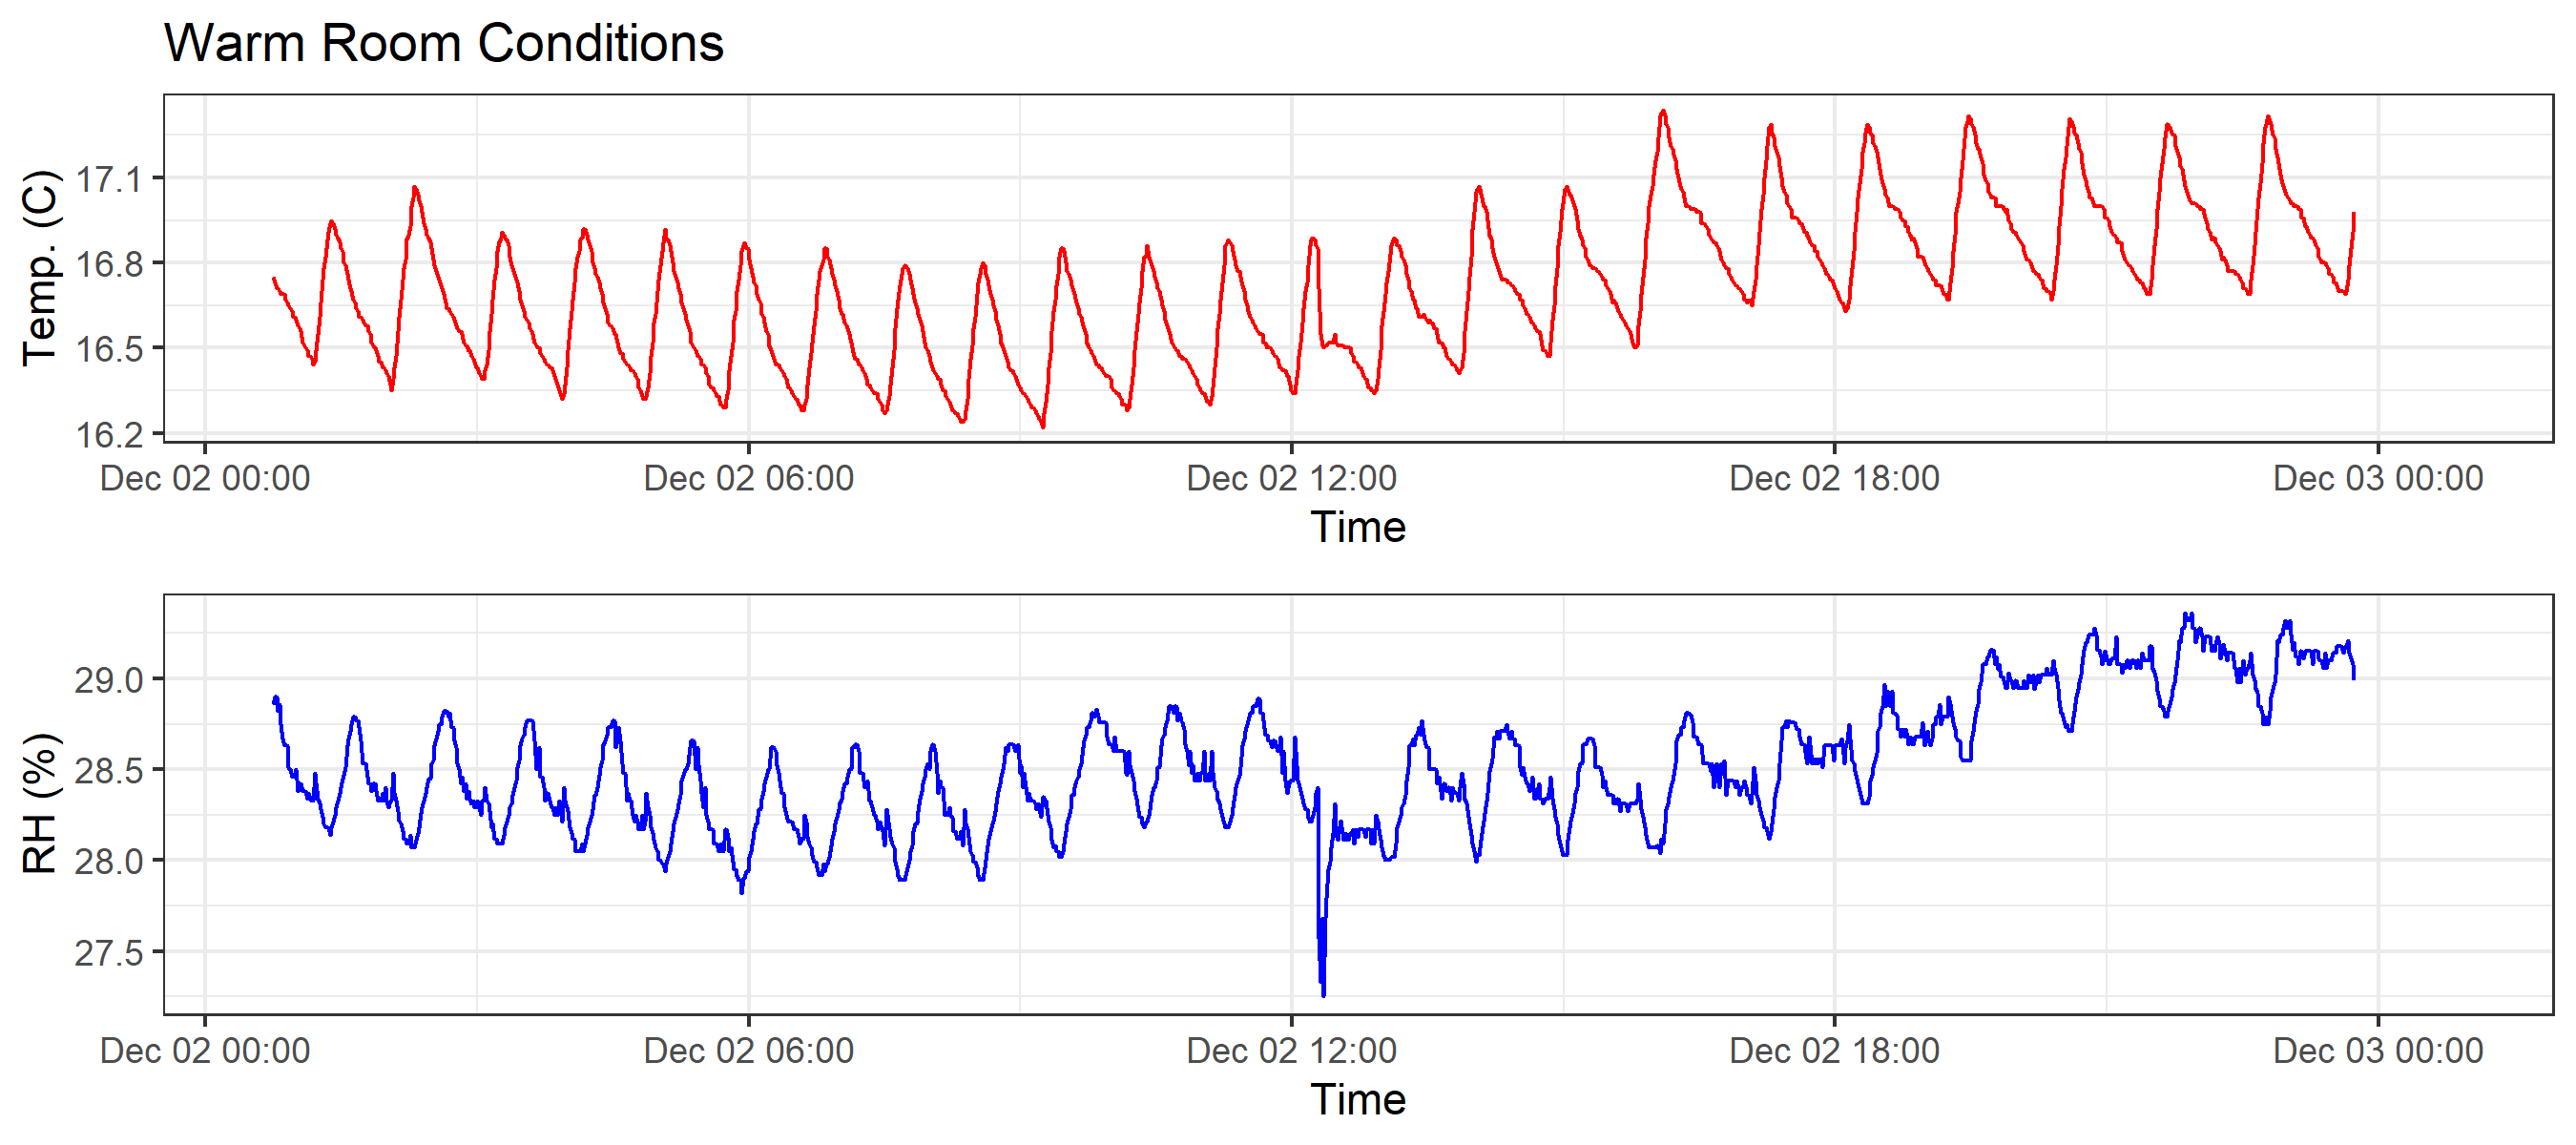 Warm Room Conditions
Temp. (C)
17.1
16.8
16.5
16.2
Dec 02 00:00 Dec 02 06:00 Dec 02 12:00 Dec 02 18:00 Dec 03 00:00
Time
RH (%)
29.0
28.5
28.0
27.5
Dec 02 00:00 Dec 02 06:00 Dec 02 12:00 Dec 02 18:00 Dec 03 00:00
Time